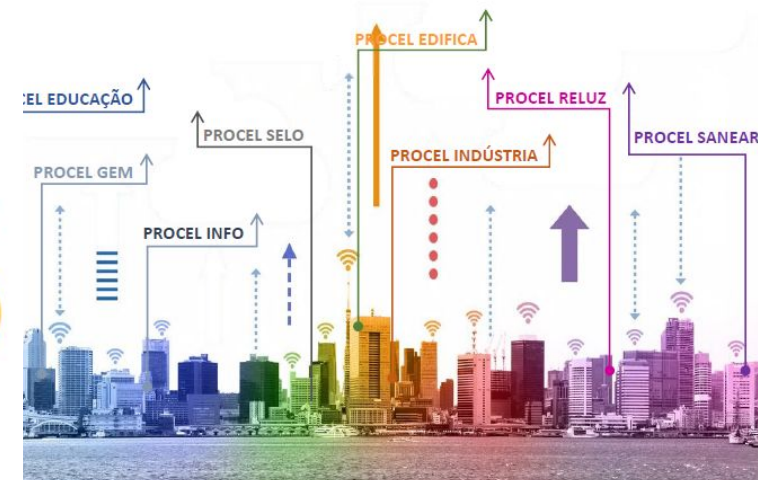 PROCEL EDIFICA
CEL EDUCAÇÃO
PROCEL RELUZ
PROCEL SELO
PROCEL SANEAR
PROCEL INDÚSTRIA
PROCEL GEM
PROCEL INFO